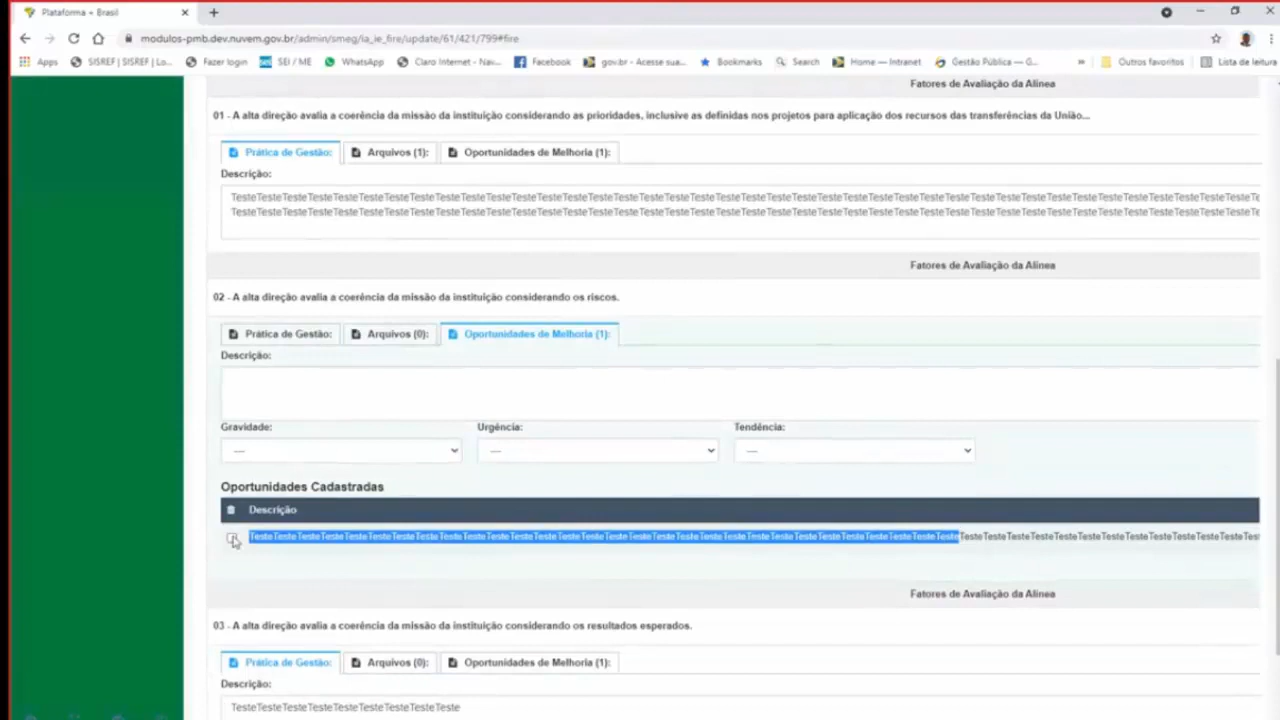 Plataforma + Brasil
modulos-pmb.dev.nuvem.gov.br/admin/smeg/ia_ie_fire/update/61/421/799#fire
Apps SISREF | SISREF | Lo... Fazer login SEI / ME WhatsApp Claro Internet - Nav... Facebook gov.br - Acesse sua... Bookmarks Search Home — Intranet Gestão Pública — G... » Outros favoritos Lista de leitura
Fatores de Avaliação da Alínea
01 - A alta direção avalia a coerência da missão da instituição considerando as prioridades, inclusive as definidas nos projetos para aplicação dos recursos das transferências da União...
Prática de Gestão: Arquivos (1): Oportunidades de Melhoria (1):
Descrição:
Fatores de Avaliação da Alínea
02 - A alta direção avalia a coerência da missão da instituição considerando os riscos.
Prática de Gestão: Arquivos (0): Oportunidades de Melhoria (1):
Descrição:
Gravidade: Urgência: Tendência:
--- --- ---
Oportunidades Cadastradas
Descrição
Fatores de Avaliação da Alínea
03 - A alta direção avalia a coerência da missão da instituição considerando os resultados esperados.
Prática de Gestão: Arquivos (0): Oportunidades de Melhoria (1):
Descrição:
TesteTesteTesteTesteTesteTesteTesteTesteTeste